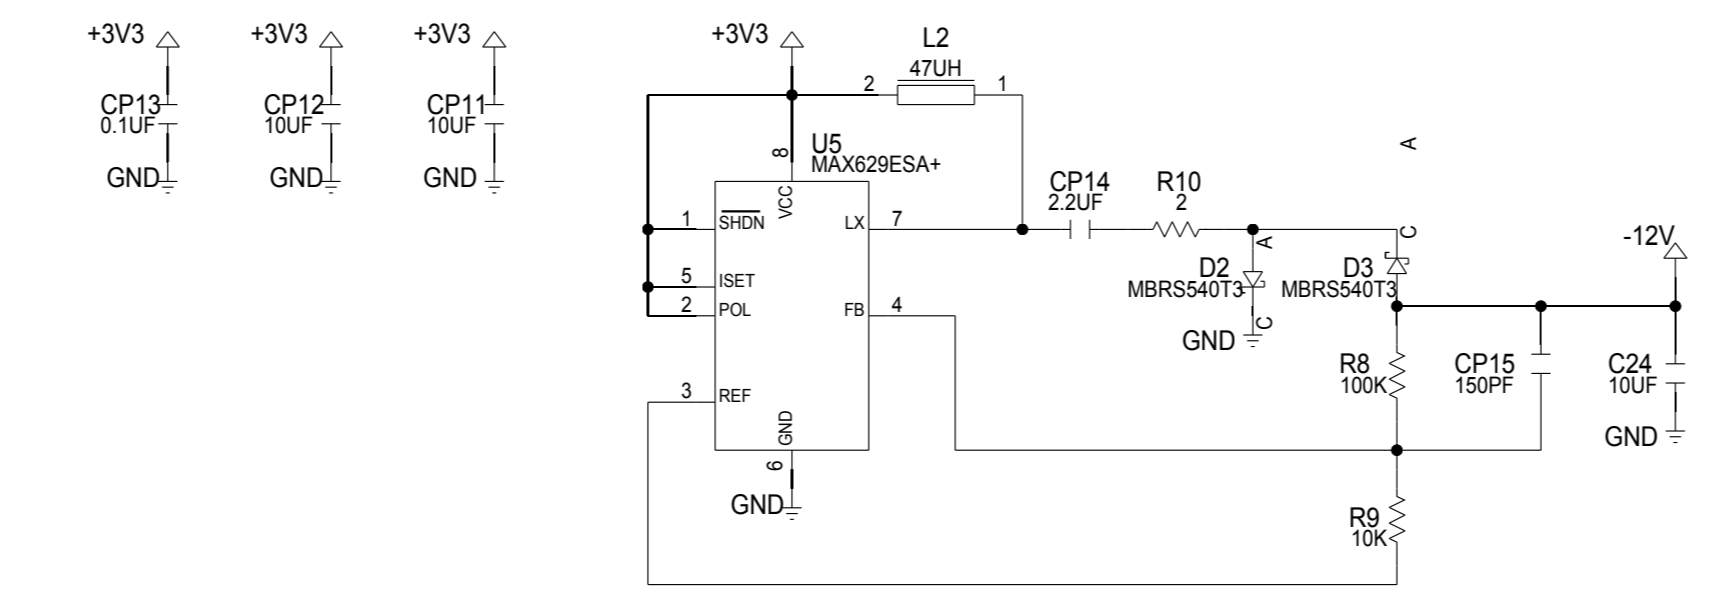 +3V3
CP13
0.1UF
GND
+3V3
CP12
10UF
GND
+3V3
CP11
10UF
GND
+3V3
L2
47UH
2
1
8
U5
MAX629ESA+
VCC
1
SHDN
5
ISET
2
POL
3
REF
GND
6
GND
LX
7
FB
4
CP14
2.2UF
R10
2
A
D2
MBRS540T3
C
GND
A
C
D3
MBRS540T3
-12V
R8
100K
CP15
150PF
C24
10UF
GND
R9
10K